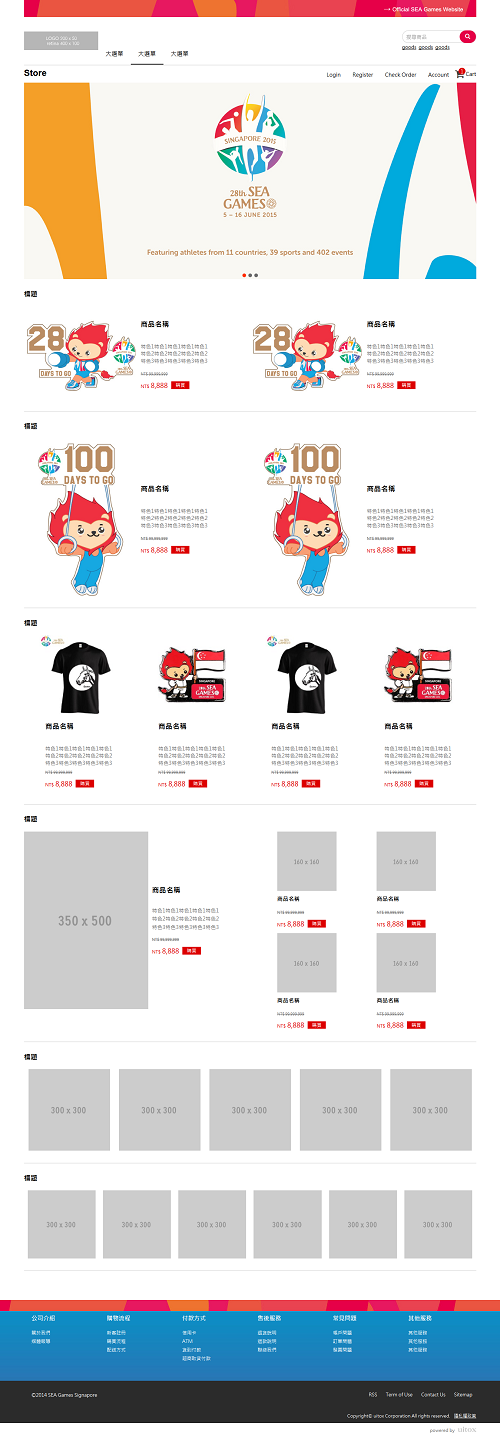 → Official SEA Games Website
LOGO 300 x 60
搜尋商品
goods goods goods
大選單 大選單 大選單
Store
Login Register Check Order Account Cart
SINGAPORE 2015
28th SEA
GAMES
5 – 16 JUNE 2015
Featuring athletes from 11 countries, 39 sports and 402 events
標題
28
DAYS TO GO
商品名稱
特色1特色1特色1特色1特色1
特色2特色2特色2特色2特色2
特色3特色3特色3特色3特色3
NT$ 99,999,999
NT$ 8,888 購買
28
DAYS TO GO
商品名稱
特色1特色1特色1特色1特色1
特色2特色2特色2特色2特色2
特色3特色3特色3特色3特色3
NT$ 99,999,999
NT$ 8,888 購買
標題
100
DAYS TO GO
商品名稱
特色1特色1特色1特色1特色1
特色2特色2特色2特色2特色2
特色3特色3特色3特色3特色3
NT$ 99,999,999
NT$ 8,888 購買
100
DAYS TO GO
商品名稱
特色1特色1特色1特色1特色1
特色2特色2特色2特色2特色2
特色3特色3特色3特色3特色3
NT$ 99,999,999
NT$ 8,888 購買
標題
商品名稱
特色1特色1特色1特色1特色1
特色2特色2特色2特色2特色2
特色3特色3特色3特色3特色3
NT$ 99,999,999
NT$ 8,888 購買
SINGAPORE
28th SEA
GAMES
商品名稱
特色1特色1特色1特色1特色1
特色2特色2特色2特色2特色2
特色3特色3特色3特色3特色3
NT$ 99,999,999
NT$ 8,888 購買
商品名稱
特色1特色1特色1特色1特色1
特色2特色2特色2特色2特色2
特色3特色3特色3特色3特色3
NT$ 99,999,999
NT$ 8,888 購買
SINGAPORE
28th SEA
GAMES
商品名稱
特色1特色1特色1特色1特色1
特色2特色2特色2特色2特色2
特色3特色3特色3特色3特色3
NT$ 99,999,999
NT$ 8,888 購買
標題
350 x 500
商品名稱
特色1特色1特色1特色1特色1
特色2特色2特色2特色2特色2
特色3特色3特色3特色3特色3
NT$ 99,999,999
NT$ 8,888 購買
160 x 160
商品名稱
NT$ 99,999,999
NT$ 8,888 購買
160 x 160
商品名稱
NT$ 99,999,999
NT$ 8,888 購買
160 x 160
商品名稱
NT$ 99,999,999
NT$ 8,888 購買
160 x 160
商品名稱
NT$ 99,999,999
NT$ 8,888 購買
標題
300 x 300 300 x 300 300 x 300 300 x 300 300 x 300
標題
300 x 300 300 x 300 300 x 300 300 x 300 300 x 300 300 x 300
公司介紹 購物流程 付款方式 售後服務 常見問題 其他服務
關於我們 新客註冊 信用卡 退換說明 帳戶問題 其他服務
媒體報導 購買流程 ATM 退款說明 訂單問題 其他服務
配送方式 貨到付款 聯絡我們 發票問題 其他服務
超商取貨付款
©2014 SEA Games Signapore
RSS Term of Use Contact Us Sitemap
Copyright© uitox Corporation All rights reserved. 隱私權政策
powered by uitox